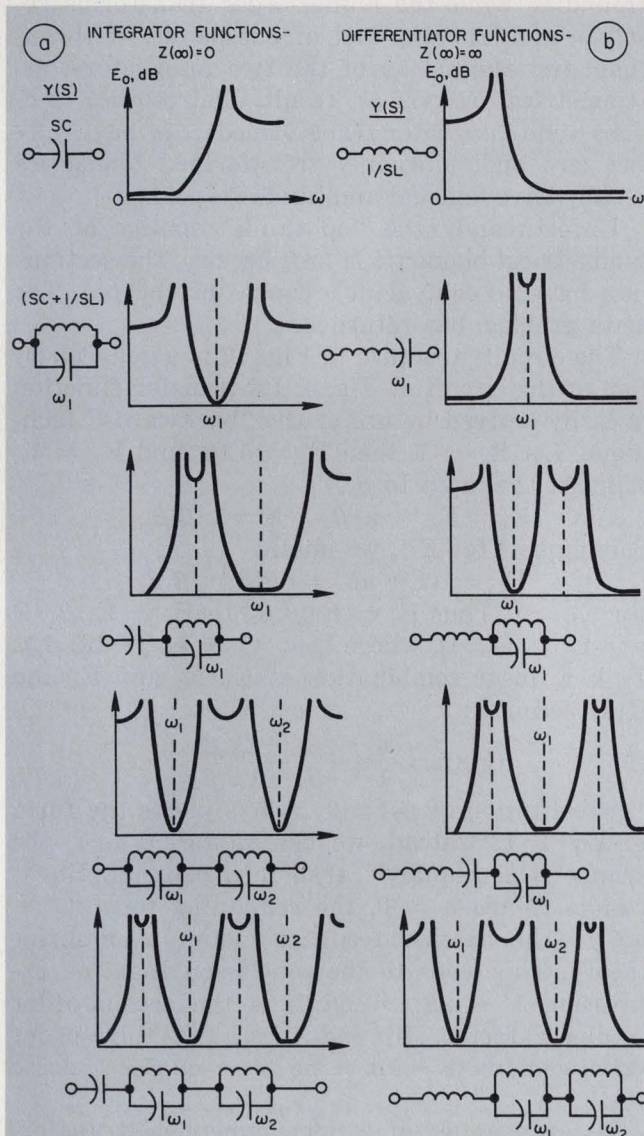 a
INTEGRATOR FUNCTIONS-
Z(∞)=0
Y(S)
SC
E₀, dB
0
ω
(SC+1/SL)
ω₁
ω₁
ω₁
ω₁
ω₁
ω₂
ω₁
ω₂
ω₁
ω₂
ω₁
ω₂
DIFFERENTIATOR FUNCTIONS-
Z(∞)=∞
b
E₀, dB
Y(S)
1/SL
0
ω
ω₁
ω₁
ω₁
ω₁
ω₁
ω₁
ω₁
ω₂
ω₁
ω₂